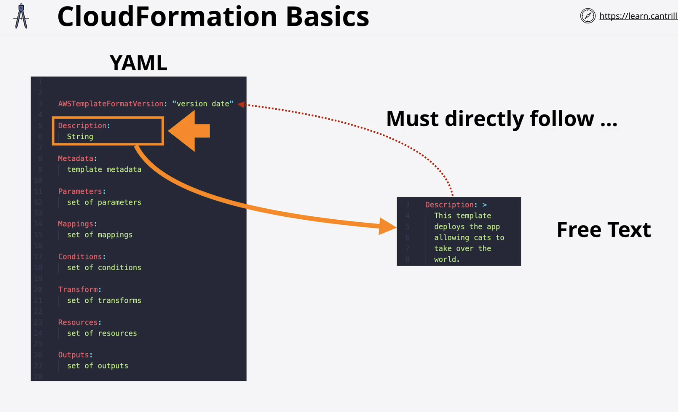 CloudFormation Basics
https://learn.cantrill
YAML
AWSTemplateFormatVersion: "version date"
Description:
String
Metadata:
template metadata
Parameters:
set of parameters
Mappings:
set of mappings
Conditions:
set of conditions
Transform:
set of transforms
Resources:
set of resources
Outputs:
set of outputs
Must directly follow ...
Description: >
This template
deploys the app
allowing cats to
take over the
world.
Free Text